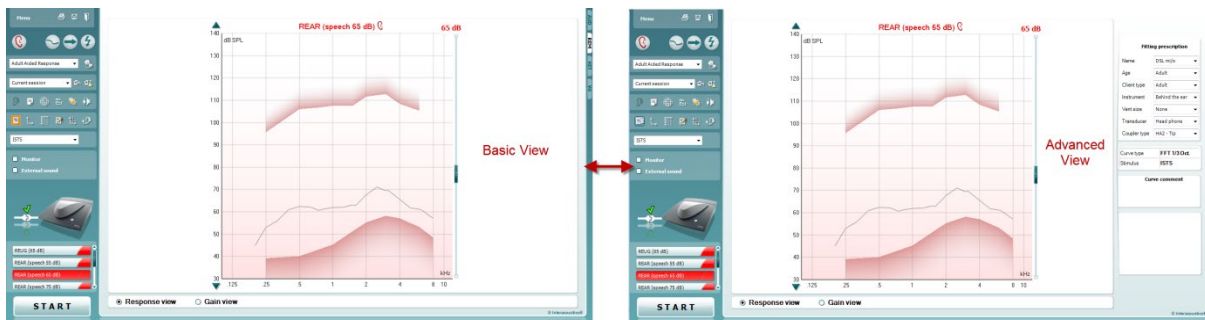 Menu
REAR (speech 65 dB)
65 dB
dB SPL
140
130
120
110
100
90
80
70
60
50
40
30
.125
.25
.5
1
2
4
8
10
kHz
Adult Aided Response
Current session
ISTS
Monitor
External sound
REUG (65 dB)
REAR (speech 55 dB)
REAR (speech 65 dB)
REAR (speech 75 dB)
START
Response view
Gain view
Basic View
Menu
REAR (speech 65 dB)
65 dB
dB SPL
140
130
120
110
100
90
80
70
60
50
40
30
.125
.25
.5
1
2
4
8
10
kHz
Adult Aided Response
Current session
ISTS
Monitor
External sound
REUG (65 dB)
REAR (speech 55 dB)
REAR (speech 65 dB)
REAR (speech 75 dB)
START
Response view
Gain view
Advanced
View
Fitting prescription
Name DSL m/i/o
Age Adult
Client type Adult
Instrument Behind the ear
Vent size None
Transducer Head phone
Coupler type HA2 - Tip
Curve type FFT 1/3 Oct.
Stimulus ISTS
Curve comment